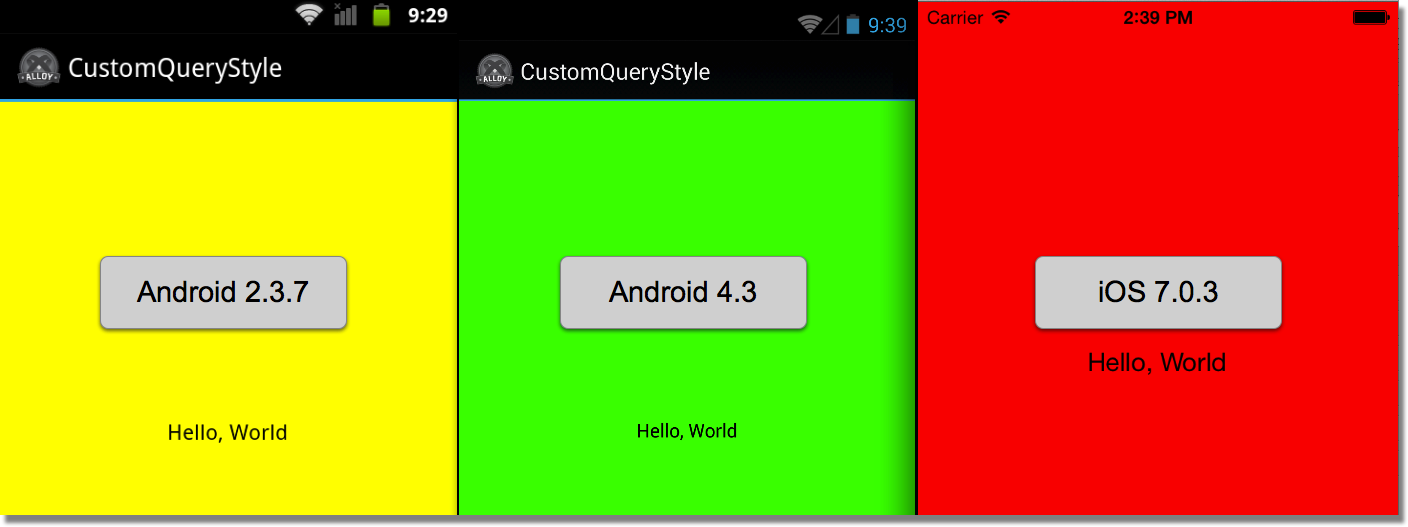 9:29
ALLOY
CustomQueryStyle
Android 2.3.7
Hello, World
9:39
ALLOY
CustomQueryStyle
Android 4.3
Hello, World
Carrier 2:39 PM
iOS 7.0.3
Hello, World